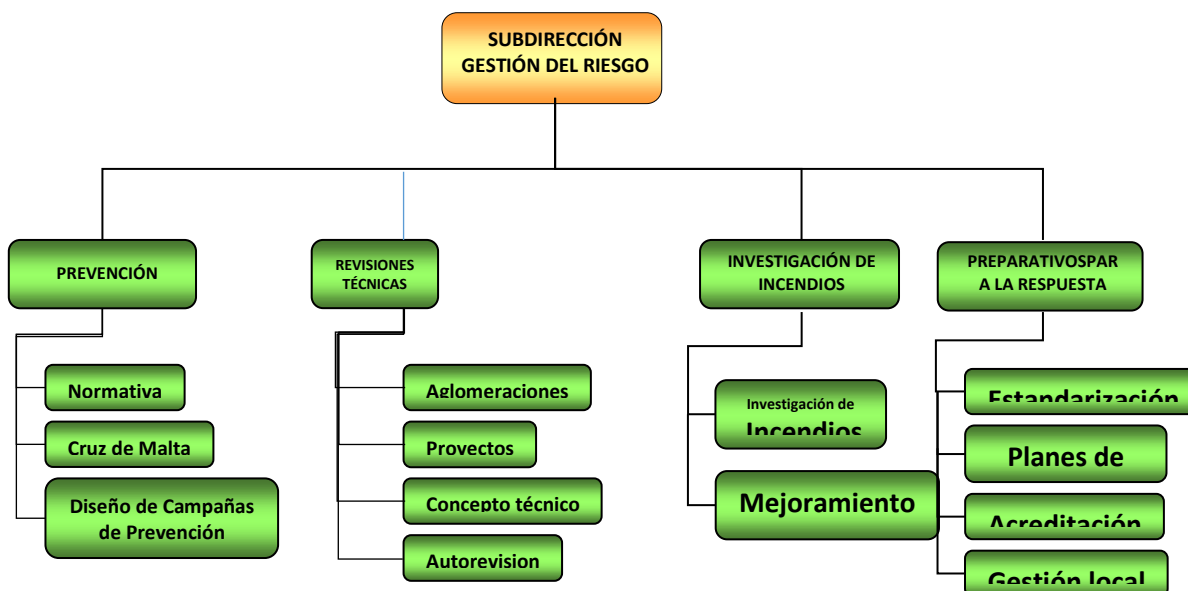 SUBDIRECCIÓN
GESTIÓN DEL RIESGO
PREVENCIÓN
REVISIONES
TÉCNICAS
INVESTIGACIÓN DE
INCENDIOS
PREPARATIVOSPAR
A LA RESPUESTA
Normativa
Cruz de Malta
Diseño de Campañas
de Prevención
Aglomeraciones
Proyectos
Concepto técnico
Autorevision
Investigación de
Incendios
Mejoramiento
Estandarización
Planes de
Acreditación
Gestión local